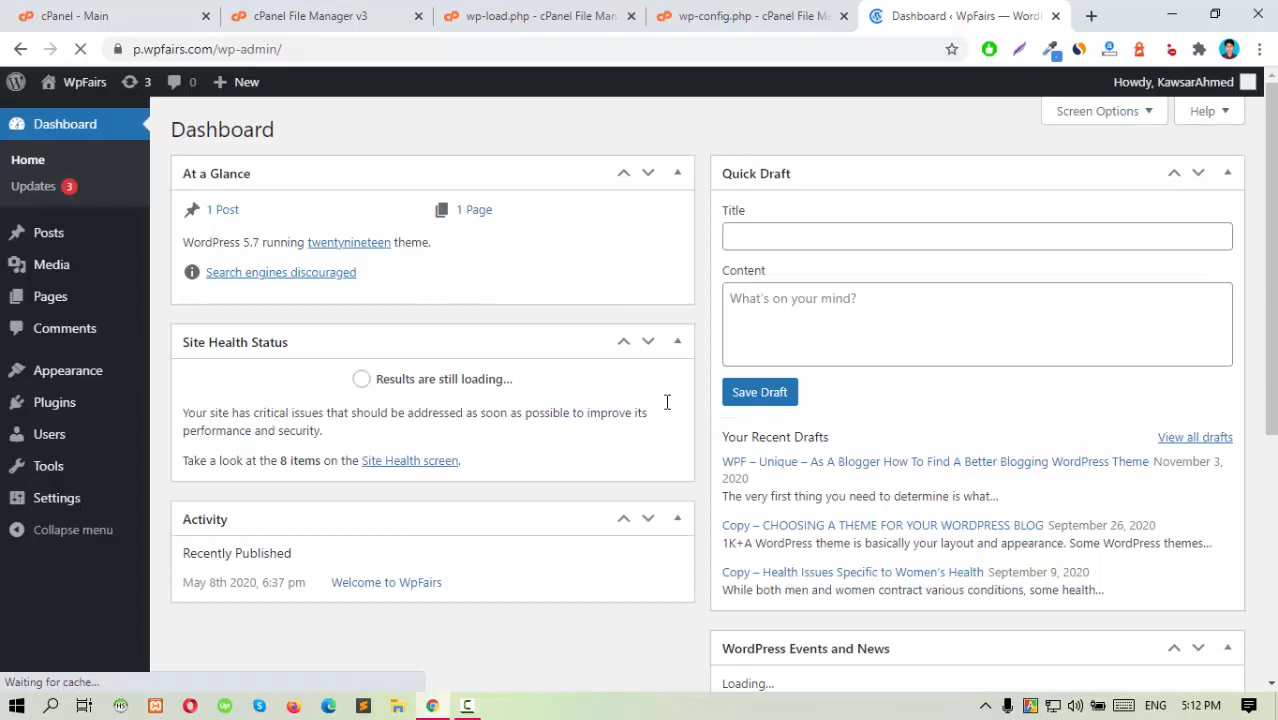 cPanel - Main
cPanel File Manager v3
wp-load.php - cPanel File Man
wp-config.php - cPanel File M
Dashboard ‹ WpFairs — Word
p.wpfairs.com/wp-admin/
WpFairs
3
0
New
Howdy, KawsarAhmed
Dashboard
Home
Updates 3
Posts
Media
Pages
Comments
Appearance
Plugins
Users
Tools
Settings
Collapse menu
Screen Options
Help
Dashboard
At a Glance
1 Post
1 Page
WordPress 5.7 running twentynineteen theme.
Search engines discouraged
Site Health Status
Results are still loading...
Your site has critical issues that should be addressed as soon as possible to improve its
performance and security.
Take a look at the 8 items on the Site Health screen.
Activity
Recently Published
May 8th 2020, 6:37 pm Welcome to WpFairs
Quick Draft
Title
Content
What's on your mind?
Save Draft
Your Recent Drafts
View all drafts
WPF – Unique – As A Blogger How To Find A Better Blogging WordPress Theme November 3,
2020
The very first thing you need to determine is what...
Copy – CHOOSING A THEME FOR YOUR WORDPRESS BLOG September 26, 2020
1K+A WordPress theme is basically your layout and appearance. Some WordPress themes...
Copy – Health Issues Specific to Women's Health September 9, 2020
While both men and women contract various conditions, some health...
WordPress Events and News
Loading...
Waiting for cache...
ENG
5:12 PM